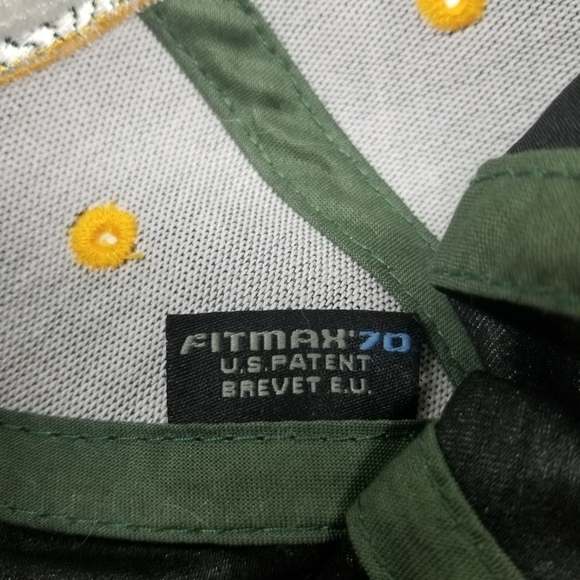 FITMAX'70
U.S. PATENT
BREVET E.U.